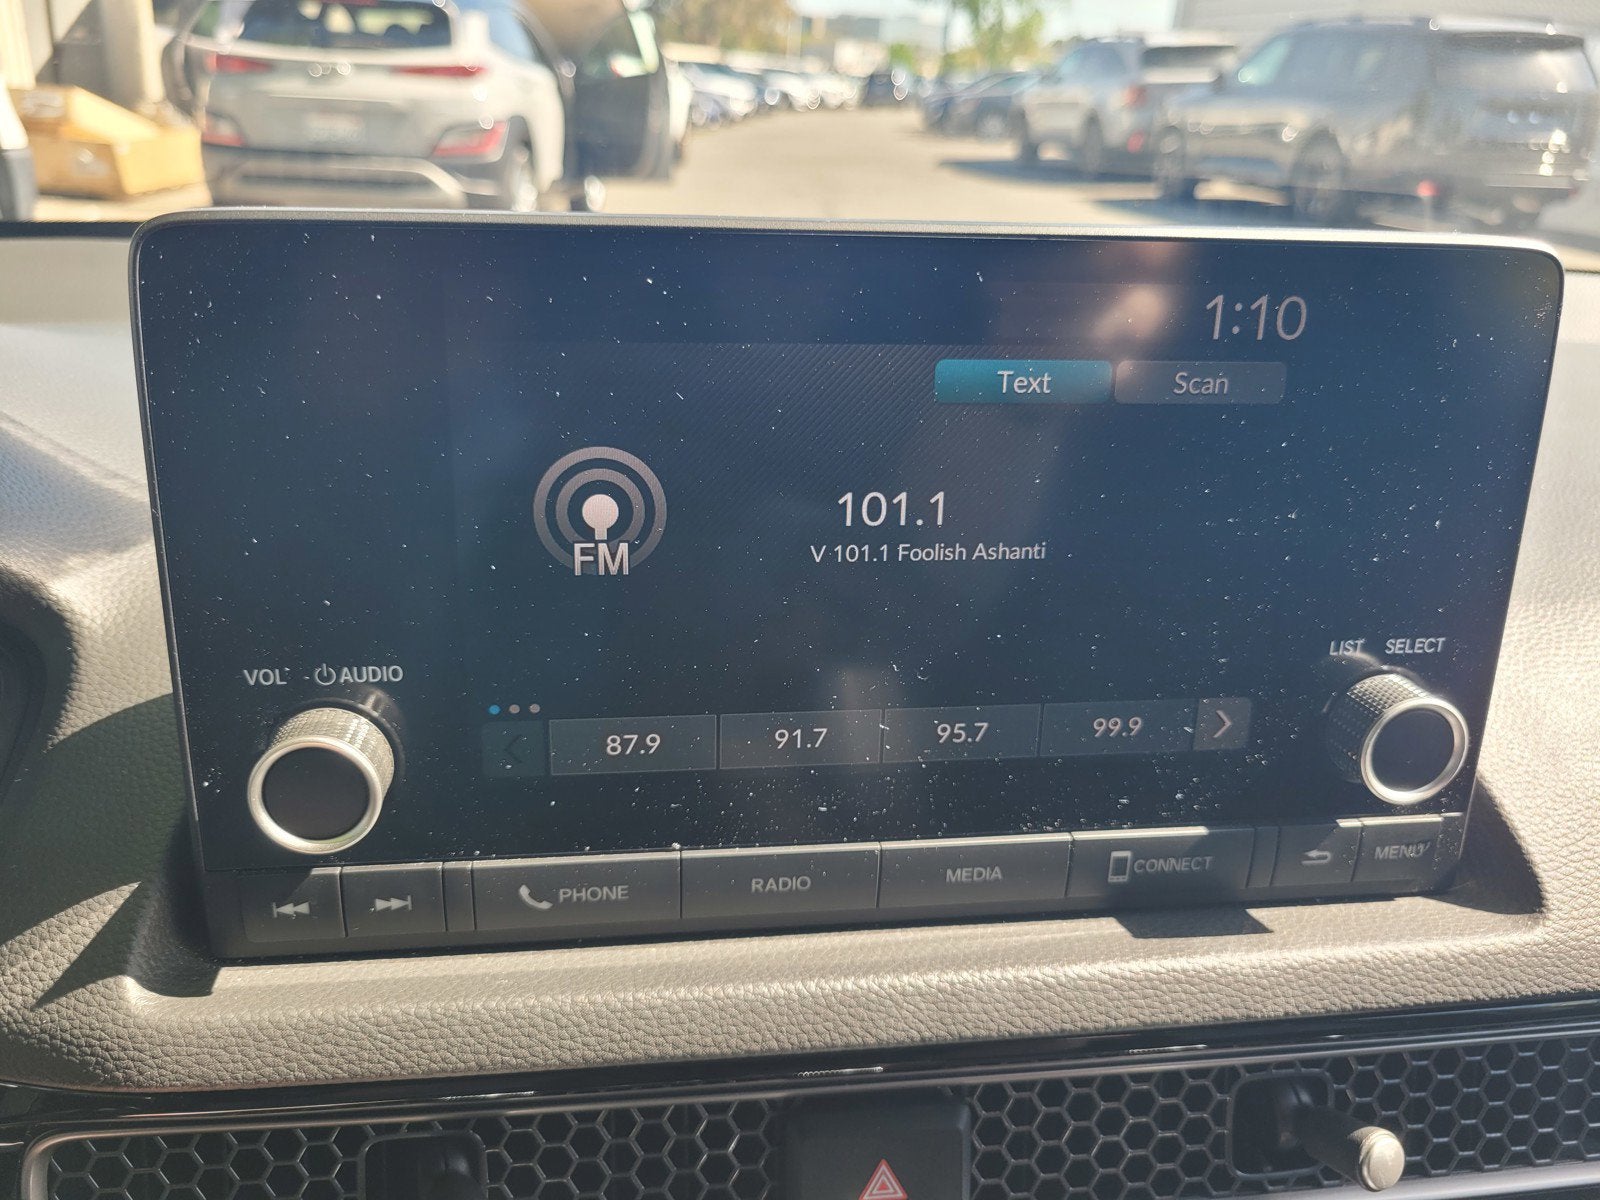 1:10
Text
Scan
FM
101.1
V 101.1 Foolish Ashanti
LIST SELECT
VOL AUDIO
87.9
91.7
95.7
99.9
PHONE
RADIO
MEDIA
CONNECT
MENU